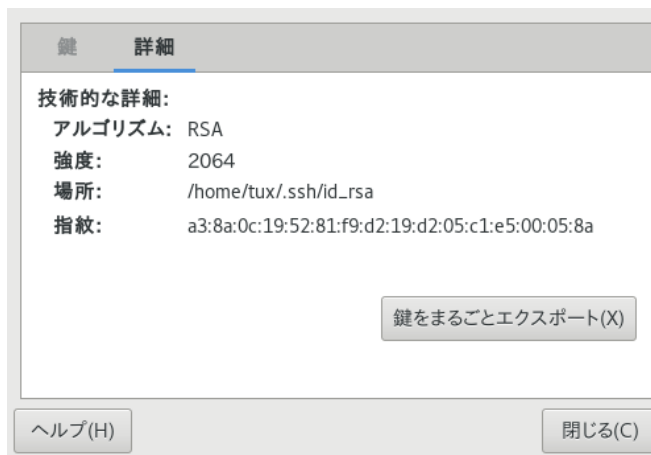 鍵 詳細
技術的な詳細:
アルゴリズム: RSA
強度: 2064
場所: /home/tux/.ssh/id_rsa
指紋: a3:8a:0c:19:52:81:f9:d2:19:d2:05:c1:e5:00:05:8a
鍵をまるごとエクスポート(X)
ヘルプ(H) 閉じる(C)